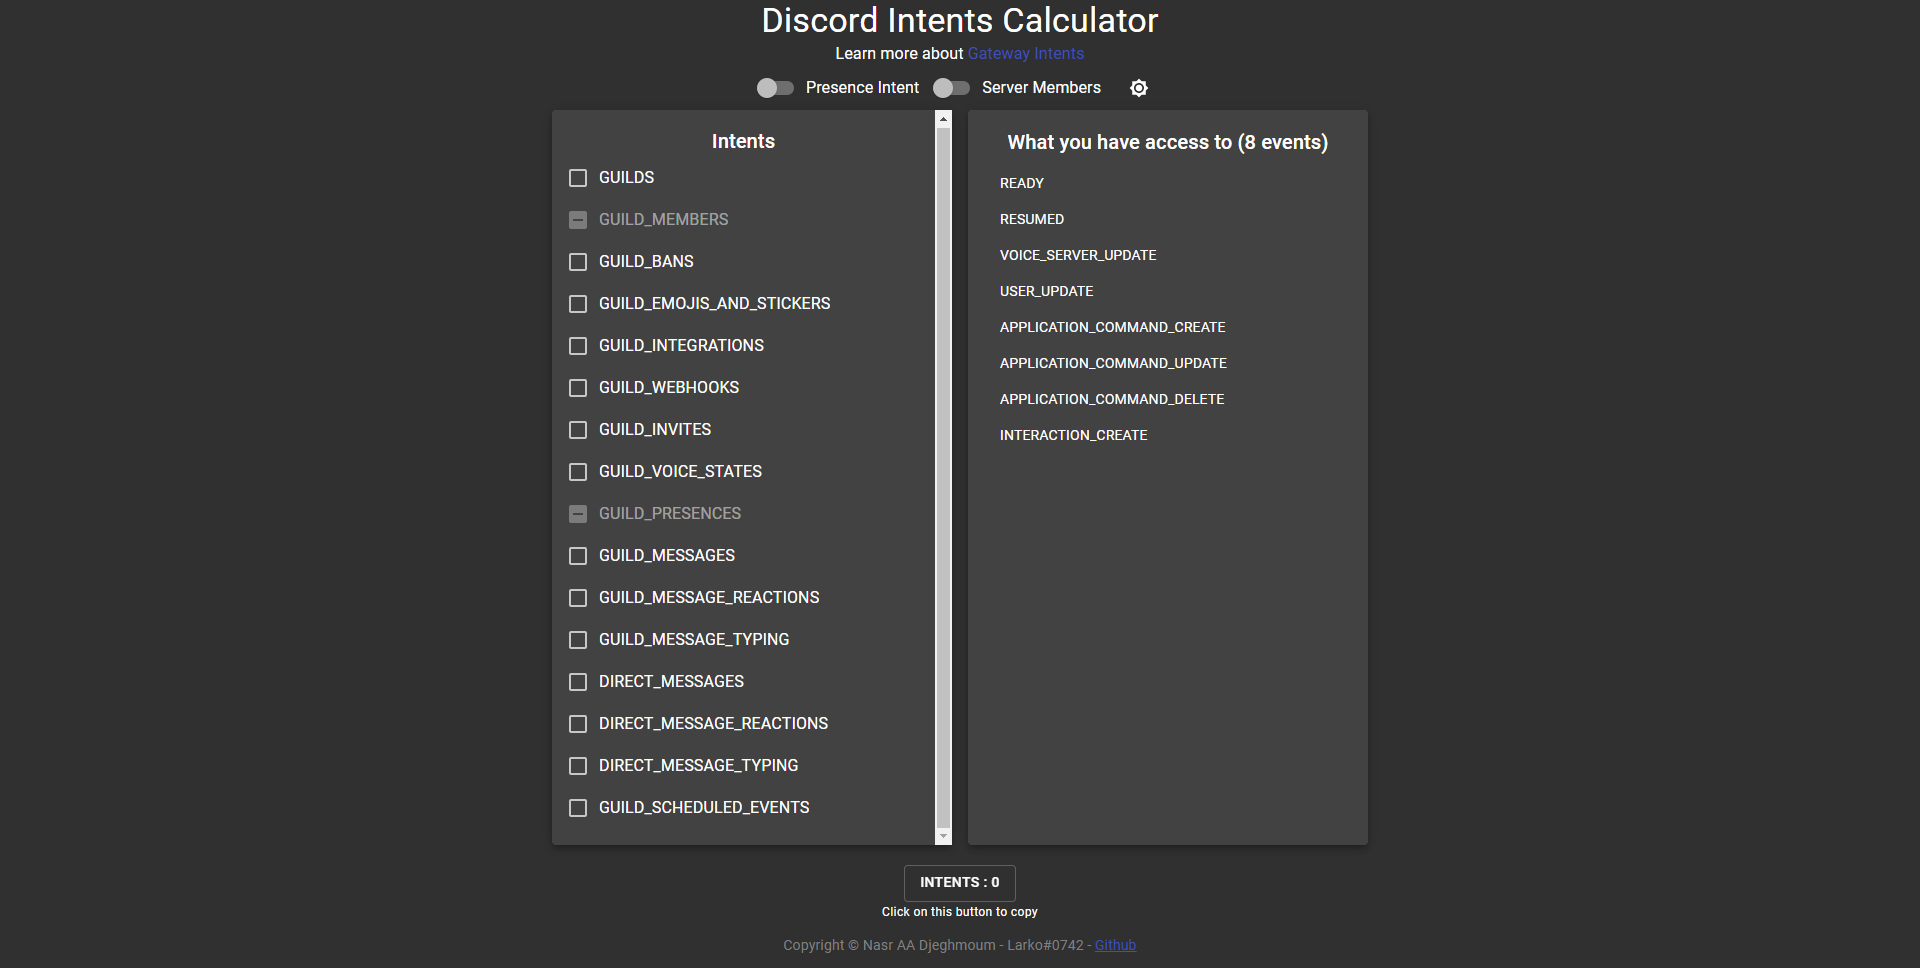 Discord Intents Calculator
Learn more about Gateway Intents
Presence Intent
Server Members
Intents
GUILDS
GUILD_MEMBERS
GUILD_BANS
GUILD_EMOJIS_AND_STICKERS
GUILD_INTEGRATIONS
GUILD_WEBHOOKS
GUILD_INVITES
GUILD_VOICE_STATES
GUILD_PRESENCES
GUILD_MESSAGES
GUILD_MESSAGE_REACTIONS
GUILD_MESSAGE_TYPING
DIRECT_MESSAGES
DIRECT_MESSAGE_REACTIONS
DIRECT_MESSAGE_TYPING
GUILD_SCHEDULED_EVENTS
What you have access to (8 events)
READY
RESUMED
VOICE_SERVER_UPDATE
USER_UPDATE
APPLICATION_COMMAND_CREATE
APPLICATION_COMMAND_UPDATE
APPLICATION_COMMAND_DELETE
INTERACTION_CREATE
INTENTS : 0
Click on this button to copy
Copyright © Nasr AA Djeghmoum - Larko#0742 - Github